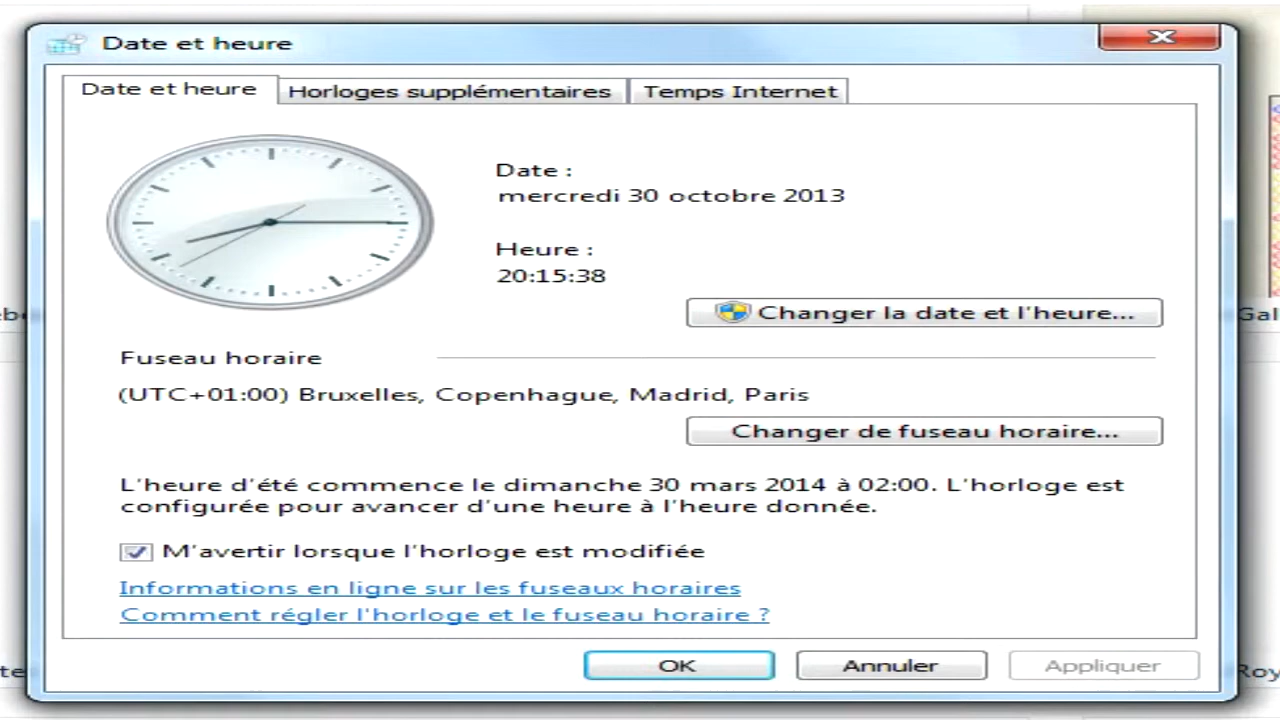 Date et heure
Date et heure
Horloges supplémentaires
Temps Internet
Date :
mercredi 30 octobre 2013
Heure :
20:15:38
Changer la date et l'heure...
Fuseau horaire
(UTC+01:00) Bruxelles, Copenhague, Madrid, Paris
Changer de fuseau horaire...
L'heure d'été commence le dimanche 30 mars 2014 à 02:00. L'horloge est
configurée pour avancer d'une heure à l'heure donnée.
M'avertir lorsque l'horloge est modifiée
Informations en ligne sur les fuseaux horaires
Comment régler l'horloge et le fuseau horaire ?
OK
Annuler
Appliquer